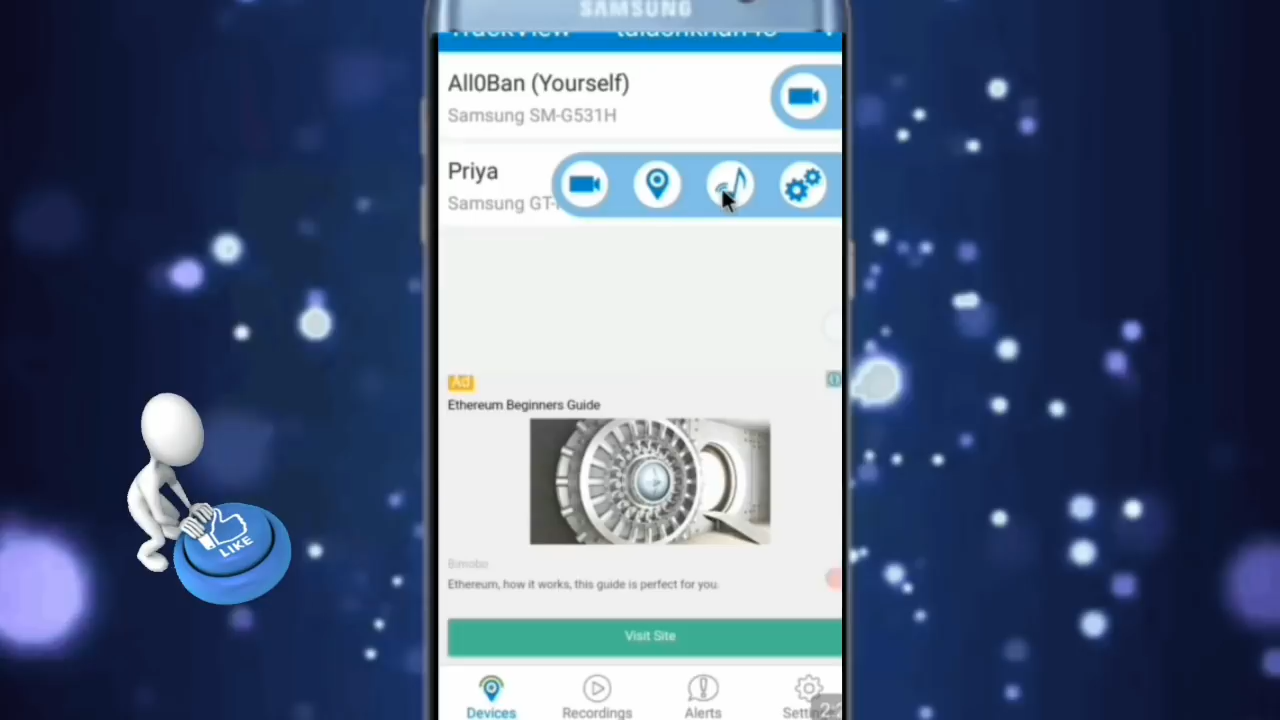 SAMSUNG
All0Ban (Yourself)
Samsung SM-G531H
Priya
Samsung GT-
Ad
Ethereum Beginners Guide
Bimobe
Ethereum, how it works, this guide is perfect for you.
Visit Site
LIKE
Devices
Recordings
Alerts